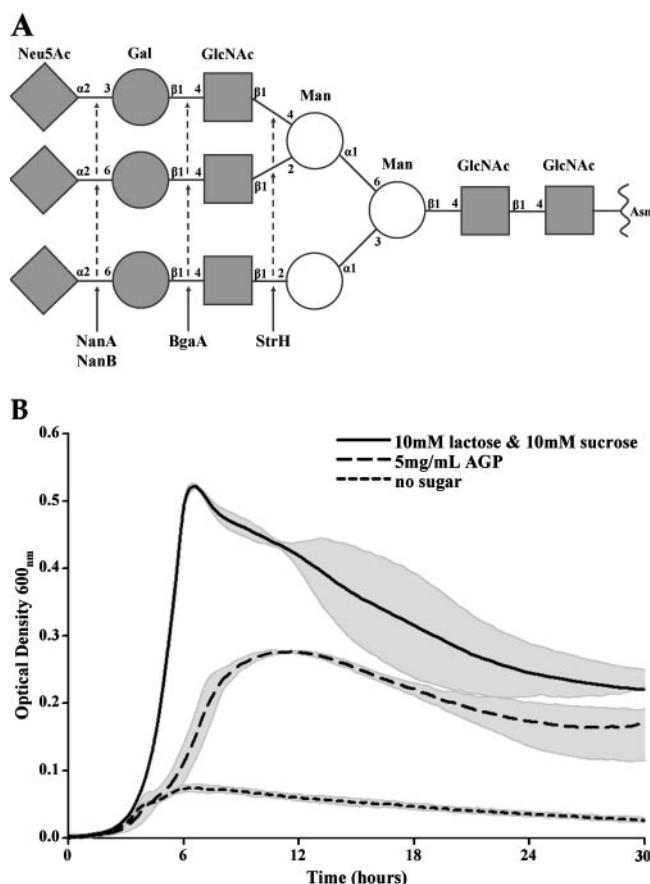 A
Neu5Ac Gal GlcNAc
Man
Man
GlcNAc GlcNAc
α2 3 β1 4 β1 4
α2 6 β1 4 β1 2
α1 6
β1 4 β1 4 Asn
3
α1
α2 6 β1 4 β1 2
NanA BgaA StrH
NanB
B
0.6
0.5
0.4
0.3
0.2
0.1
0.0
Optical Density 600nm
10mM lactose & 10mM sucrose
5mg/mL AGP
no sugar
0 6 12 18 24 30
Time (hours)